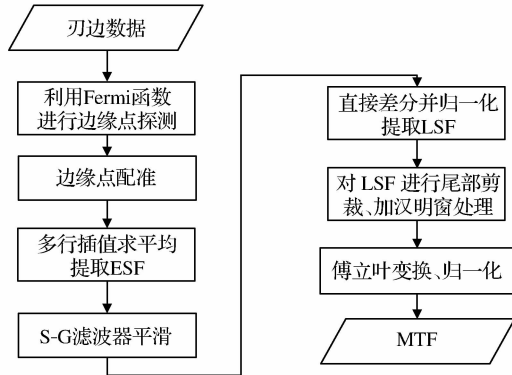 刃边数据
利用Fermi函数
进行边缘点探测
边缘点配准
多行插值求平均
提取ESF
S-G滤波器平滑
直接差分并归一化
提取LSF
对 LSF 进行尾部剪
裁、加汉明窗处理
傅立叶变换、归一化
MTF